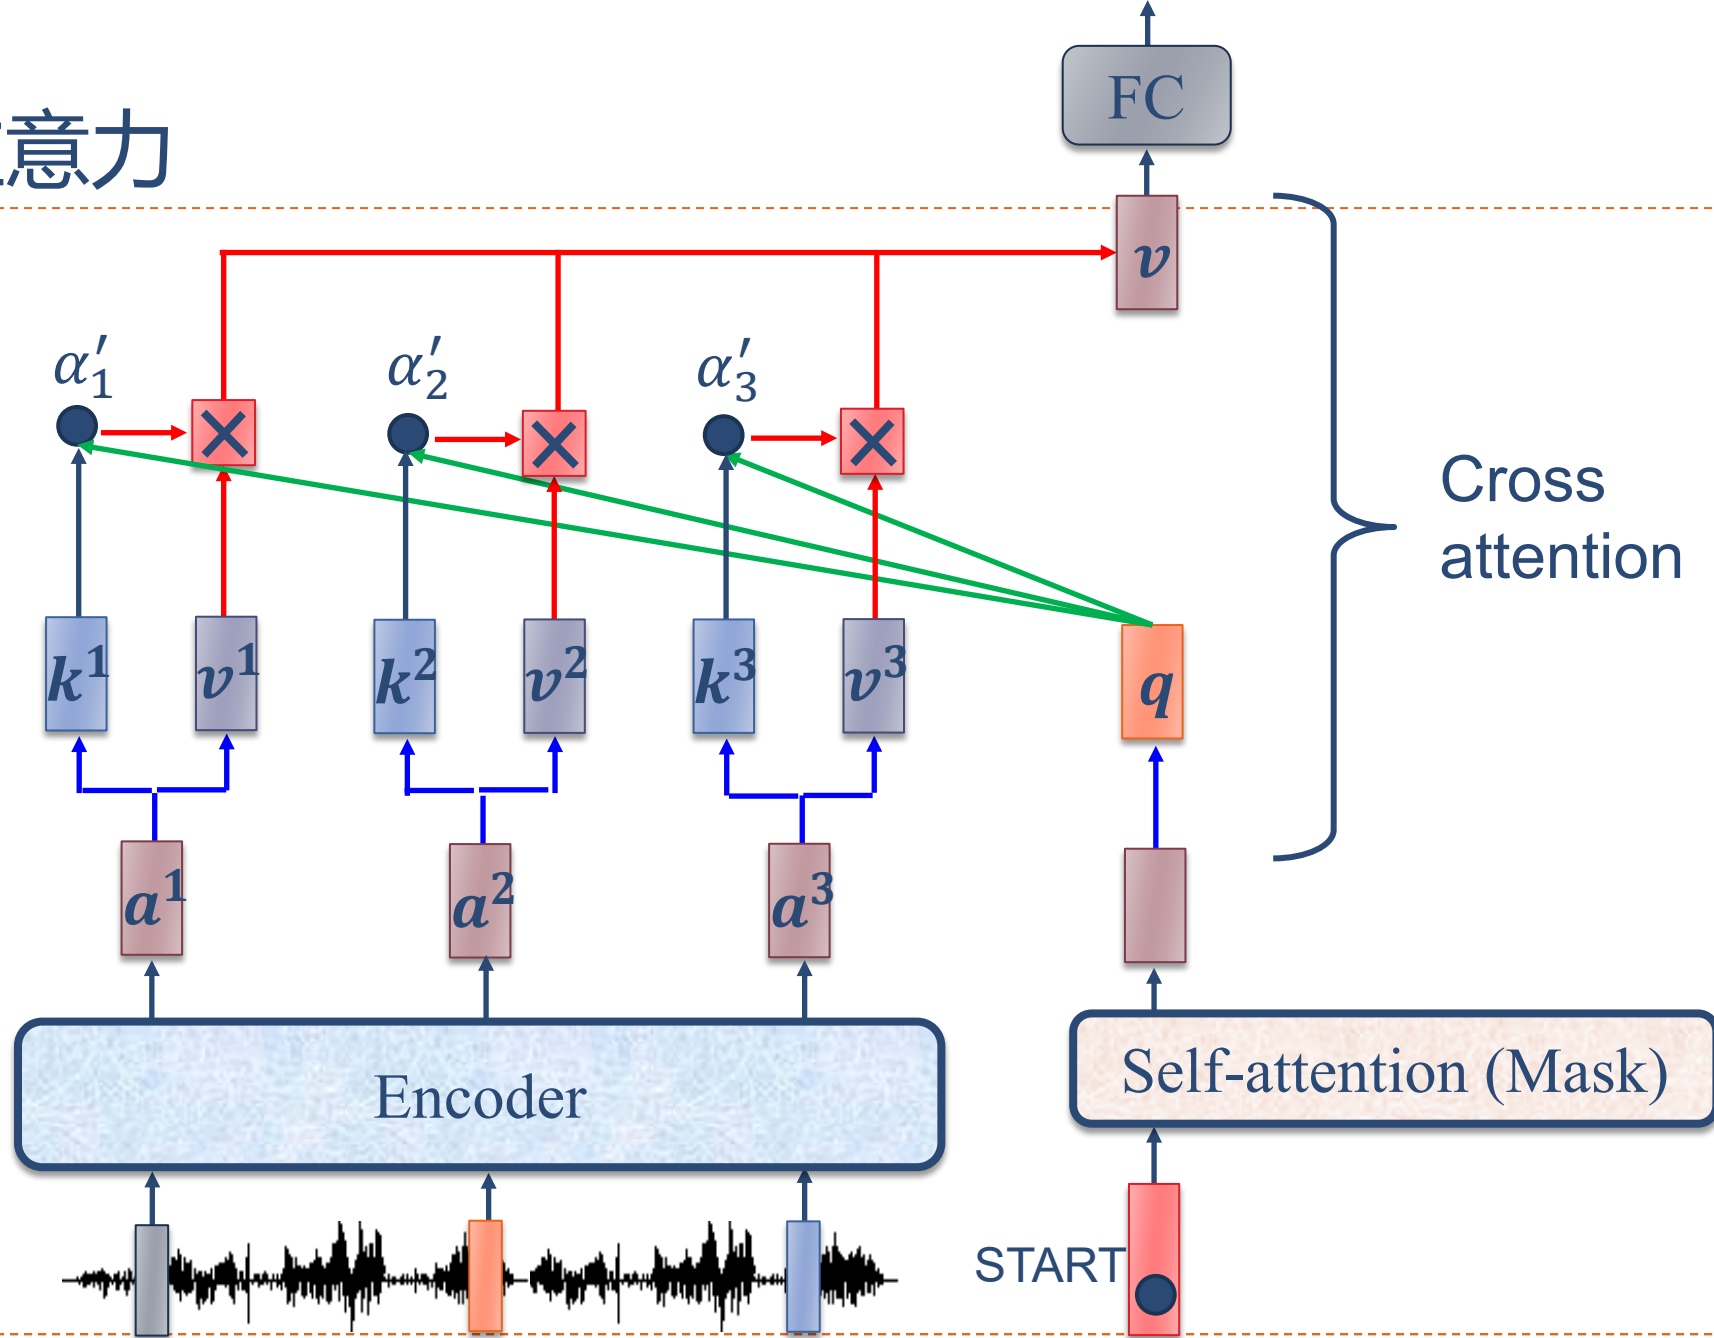 FC
意力
v
α′₁ α′₂ α′₃
Cross
attention
k¹ v¹ k² v² k³ v³ q
a¹ a² a³
Encoder
Self-attention (Mask)
START